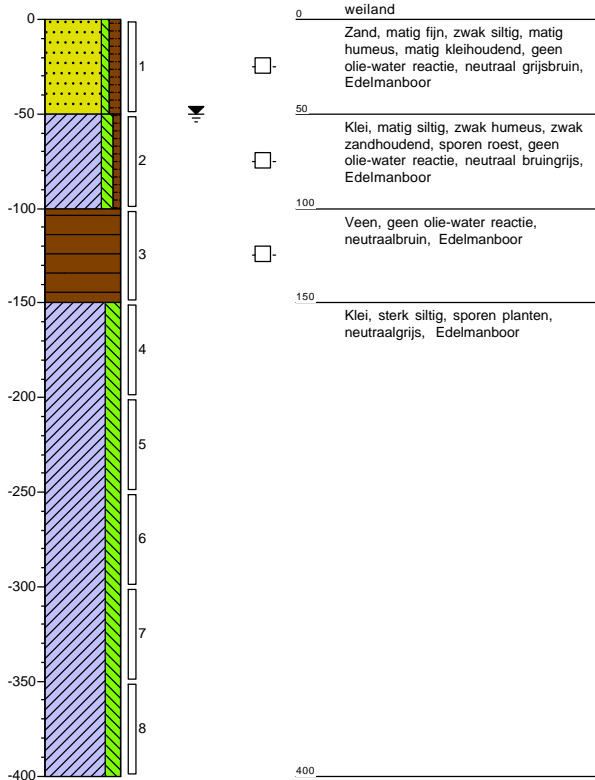 0
-50
-100
-150
-200
-250
-300
-350
-400
1
2
3
4
5
6
7
8
0
weiland
Zand, matig fijn, zwak siltig, matig
humeus, matig kleihoudend, geen
olie-water reactie, neutraal grijsbruin,
Edelmanboor
50
Klei, matig siltig, zwak humeus, zwak
zandhoudend, sporen roest, geen
olie-water reactie, neutraal bruingrijs,
Edelmanboor
100
Veen, geen olie-water reactie,
neutraalbruin, Edelmanboor
150
Klei, sterk siltig, sporen planten,
neutraalgrijs, Edelmanboor
400